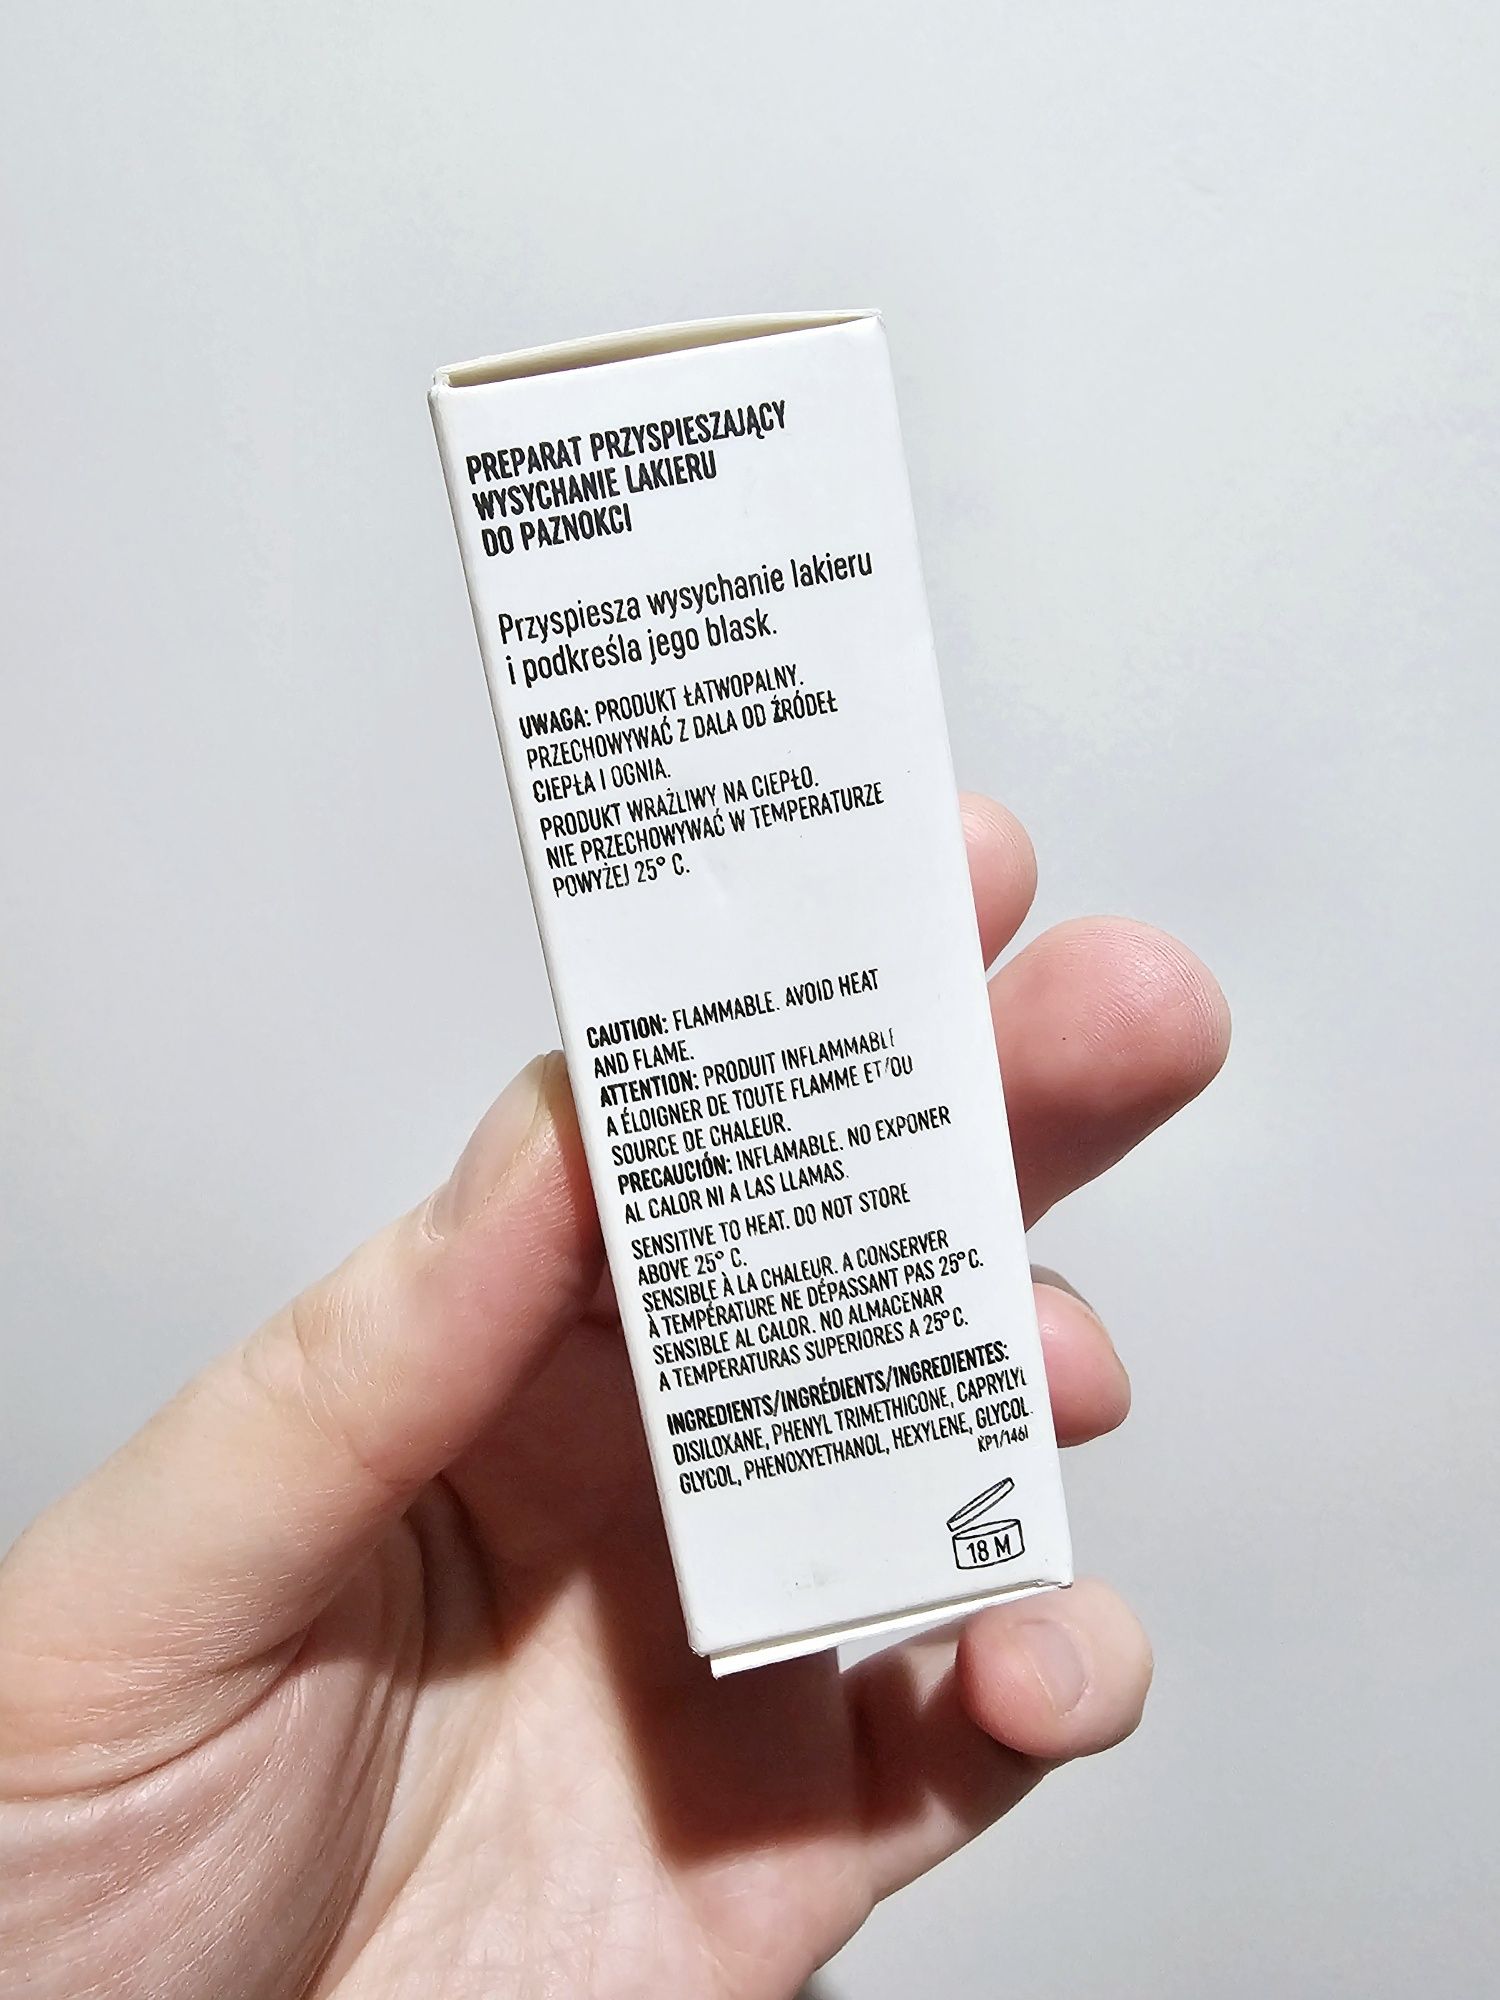 PREPARAT PRZYSPIESZAJĄCY
WYSYCHANIE LAKIERU
DO PAZNOKCI
Przyspiesza wysychanie lakieru
i podkreśla jego blask.
UWAGA: PRODUKT ŁATWOPALNY.
PRZECHOWYWAĆ Z DALA OD ŹRÓDEŁ
CIEPŁA I OGNIA.
PRODUKT WRAŻLIWY NA CIEPŁO.
NIE PRZECHOWYWAĆ W TEMPERATURZE
POWYŻEJ 25° C.
CAUTION: FLAMMABLE. AVOID HEAT
AND FLAME.
ATTENTION: PRODUIT INFLAMMABLE
A ÉLOIGNER DE TOUTE FLAMME ET/OU
SOURCE DE CHALEUR.
PRECAUCIÓN: INFLAMABLE. NO EXPONER
AL CALOR NI A LAS LLAMAS.
SENSITIVE TO HEAT. DO NOT STORE
ABOVE 25° C.
SENSIBLE À LA CHALEUR. A CONSERVER
À TEMPÉRATURE NE DÉPASSANT PAS 25°C.
SENSIBLE AL CALOR. NO ALMACENAR
A TEMPERATURAS SUPERIORES A 25°C.
INGREDIENTS/INGRÉDIENTS/INGREDIENTES:
DISILOXANE, PHENYL TRIMETHICONE, CAPRYLYL
GLYCOL, PHENOXYETHANOL, HEXYLENE, GLYCOL.
KP1/146I
18 M